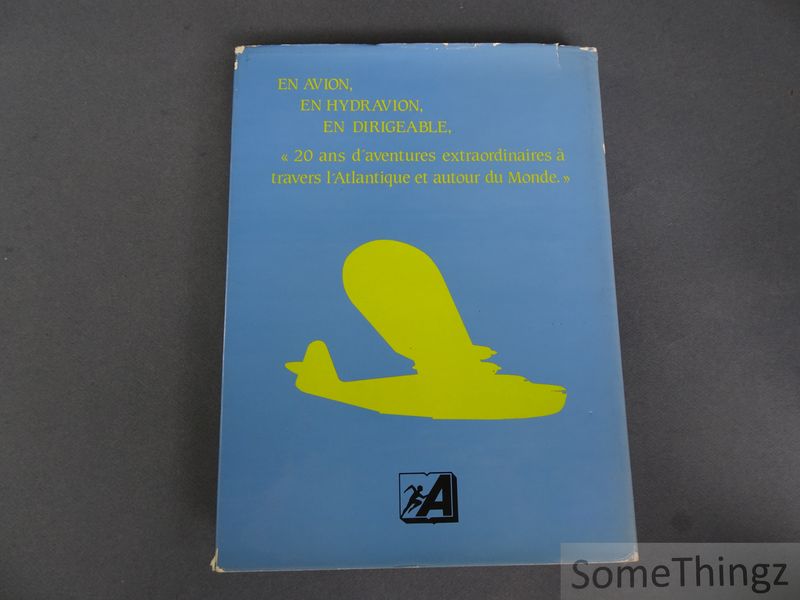 EN AVION,
EN HYDRAVION,
EN DIRIGEABLE,
« 20 ans d'aventures extraordinaires à
travers l'Atlantique et autour du Monde. »
A
SomeThingz